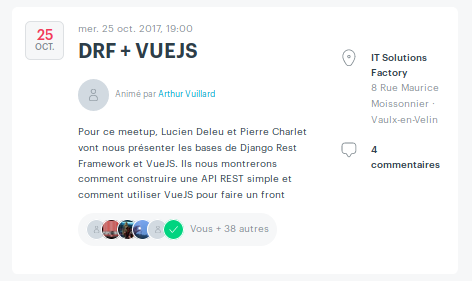 25
OCT.
mer. 25 oct. 2017, 19:00
DRF + VUEJS
Animé par Arthur Vuillard
Pour ce meetup, Lucien Deleu et Pierre Charlet
vont nous présenter les bases de Django Rest
Framework et VueJS. Ils nous montrerons
comment construire une API REST simple et
comment utiliser VueJS pour faire un front
Vous + 38 autres
IT Solutions
Factory
8 Rue Maurice
Moissonnier ·
Vaulx-en-Velin
4
commentaires